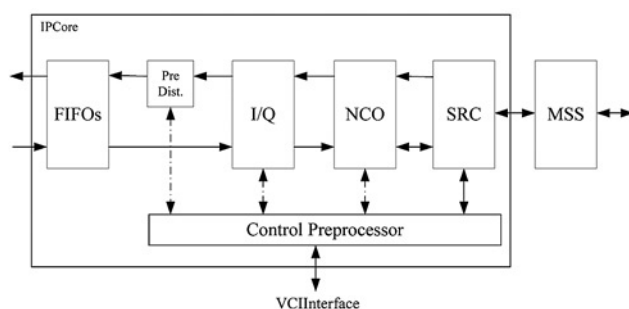 IPCore
FIFOs
Pre
Dist.
I/Q
NCO
SRC
MSS
Control Preprocessor
VCIInterface